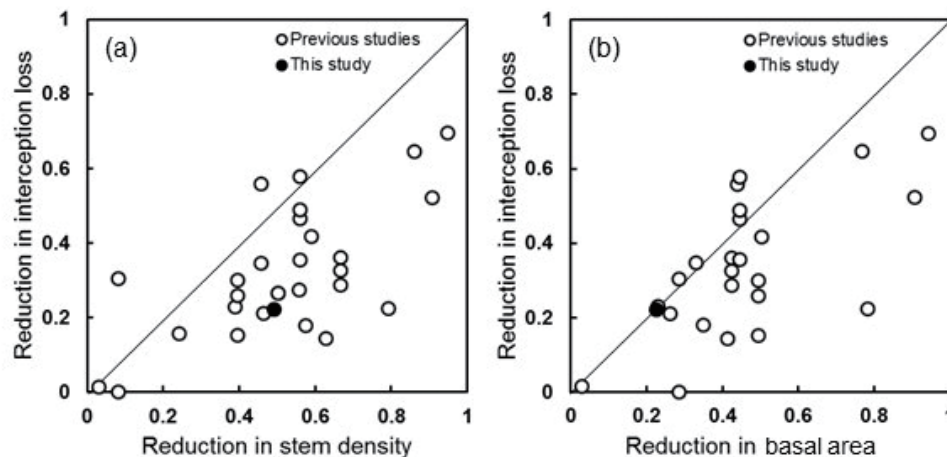 (a)
Previous studies
This study
Reduction in interception loss
1
0.8
0.6
0.4
0.2
0
0 0.2 0.4 0.6 0.8 1
Reduction in stem density
(b)
Previous studies
This study
Reduction in interception loss
1
0.8
0.6
0.4
0.2
0
0 0.2 0.4 0.6 0.8 1
Reduction in basal area